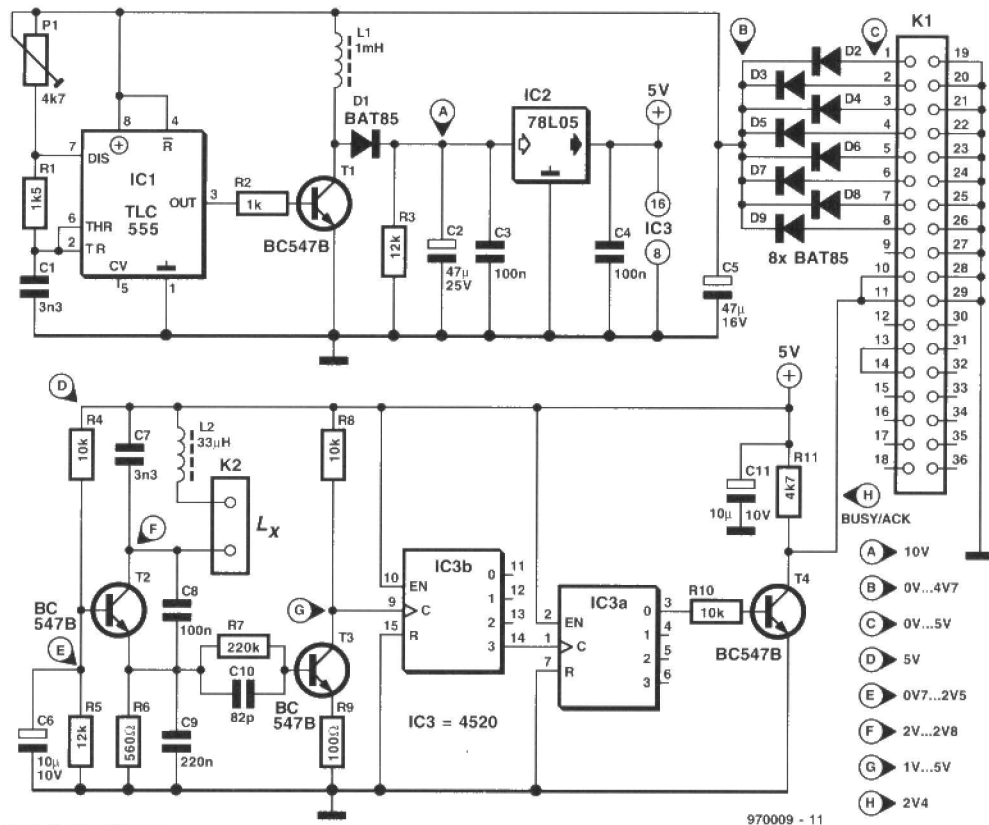 P1
4k7
8
4
R
7
DIS
R1
1k5
IC1
TLC
555
OUT
3
6
THR
2
TR
CV
5
1
C1
3n3
R2
1k
L1
1mH
D1
BAT85
T1
BC547B
A
R3
12k
C2
47µ
25V
C3
100n
IC2
78L05
C4
100n
5V
16
IC3
8
C5
47µ
16V
B
C
K1
D2
D3
D4
D5
D6
D7
D8
D9
8x BAT85
1
2
3
4
5
6
7
8
9
10
11
12
13
14
15
16
17
18
19
20
21
22
23
24
25
26
27
28
29
30
31
32
33
34
35
36
D
R4
10k
C7
3n3
L2
33µH
K2
LX
F
T2
BC
547B
E
C6
10µ
10V
R5
12k
R6
560Ω
C8
100n
C9
220n
R7
220k
C10
82p
R8
10k
G
T3
BC
547B
R9
100Ω
IC3b
10
EN
9
C
15
R
0
11
1
12
2
13
3
14
IC3 = 4520
IC3a
2
EN
1
C
7
R
0
3
1
4
2
5
3
6
R10
10k
T4
BC547B
5V
C11
10µ
10V
R11
4k7
H
BUSY/ACK
A 10V
B 0V...4V7
C 0V...5V
D 5V
E 0V7...2V5
F 2V...2V8
G 1V...5V
H 2V4
970009 - 11